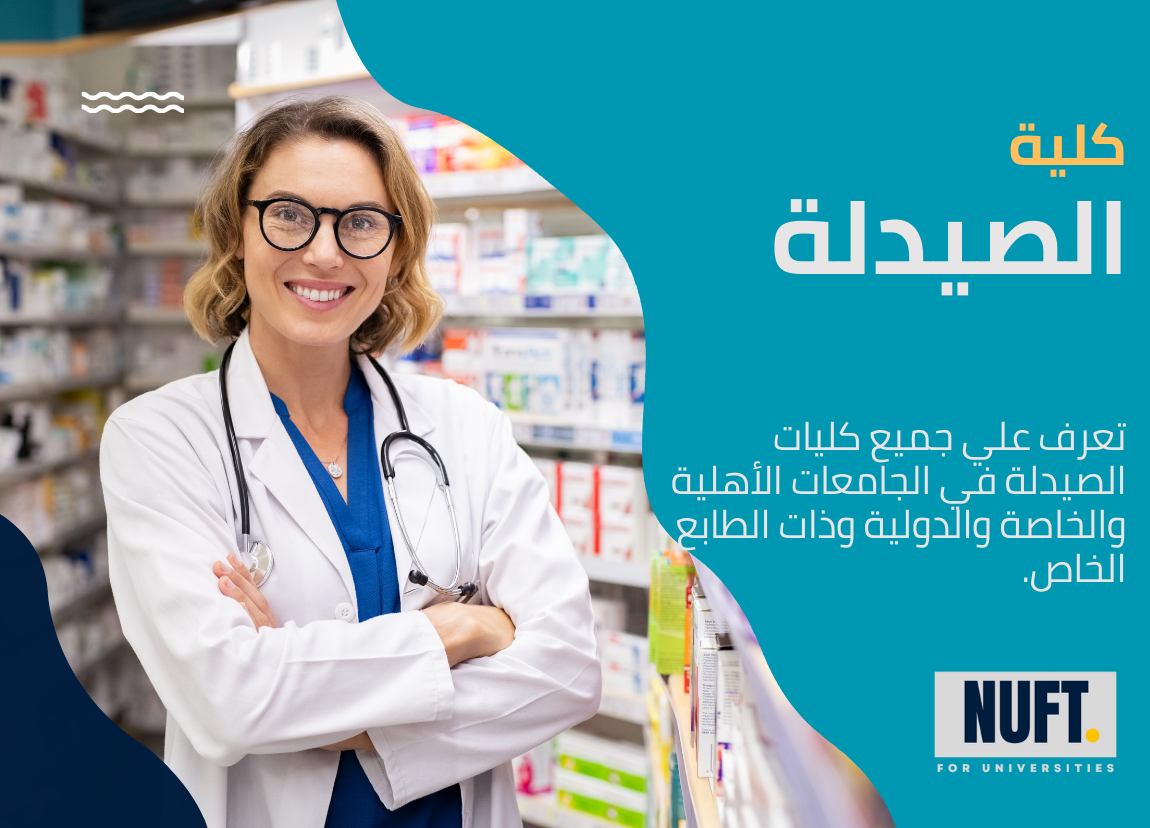 كلية
الصيدلة
تعرف علي جميع كليات
الصيدلة في الجامعات الأهلية
والخاصة والدولية وذات الطابع
الخاص.
NUFT.
FOR UNIVERSITIES